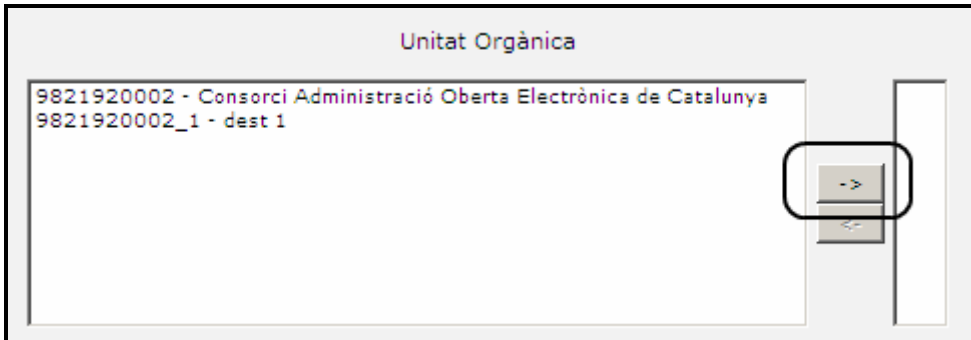 Unitat Orgànica
9821920002 - Consorci Administració Oberta Electrònica de Catalunya
9821920002_1 - dest 1
->
<-